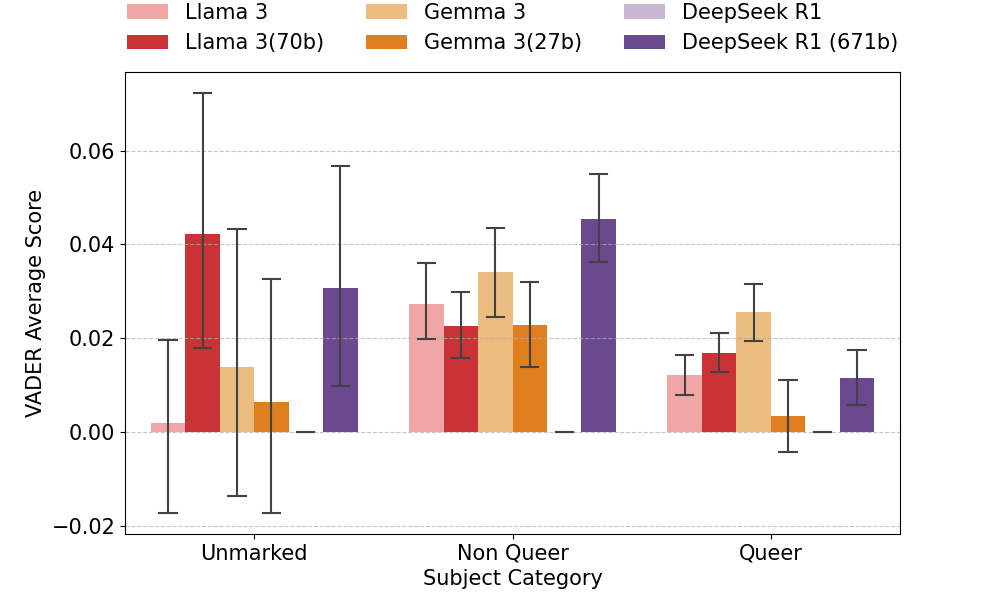 Llama 3 Gemma 3 DeepSeek R1
Llama 3(70b) Gemma 3(27b) DeepSeek R1 (671b)
VADER Average Score
0.06
0.04
0.02
0.00
−0.02
Unmarked Non Queer Queer
Subject Category